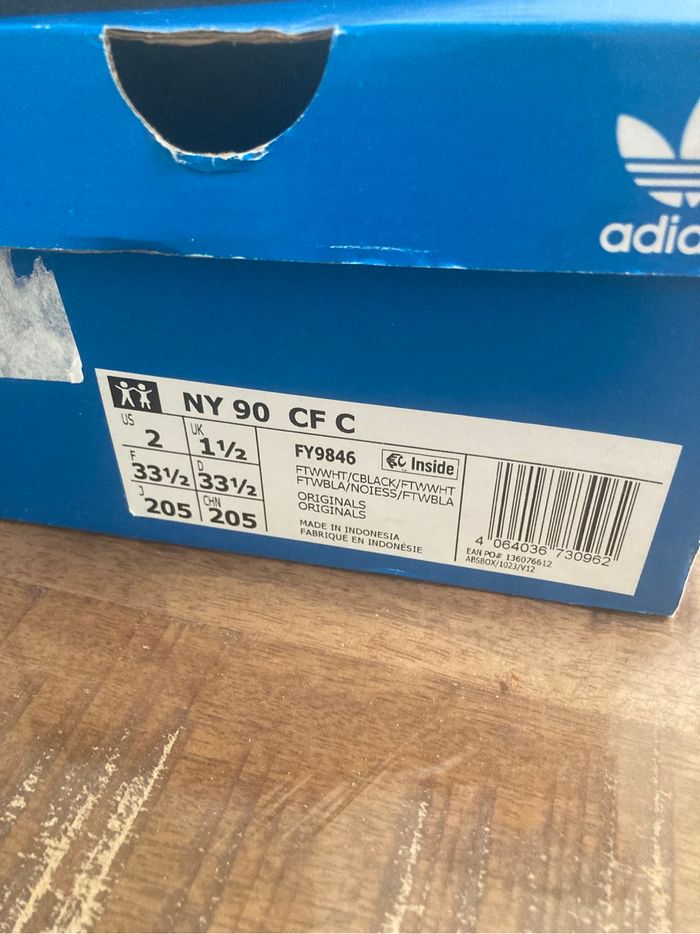 adid
NY 90 CF C
US 2 UK 1½
F 33½ D 33½
J 205 CHN 205
FY9846 Inside
FTWWHT/CBLACK/FTWWHT
FTWBLA/NOIESS/FTWBLA
ORIGINALS
ORIGINALS
MADE IN INDONESIA
FABRIQUÉ EN INDONÉSIE
4 064036 730962
EAN PO# 136076612
ABSBOX/1023/V12